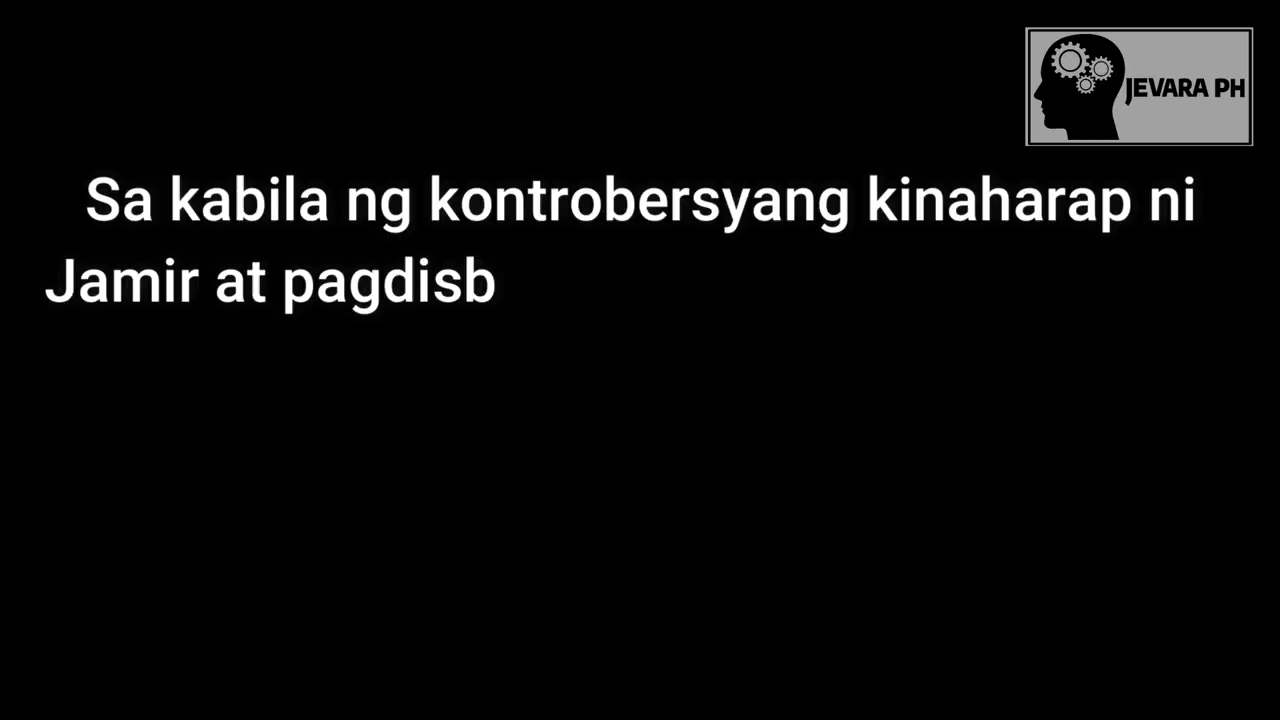 JEVARA PH
Sa kabila ng kontrobersyang kinaharap ni
Jamir at pagdisb